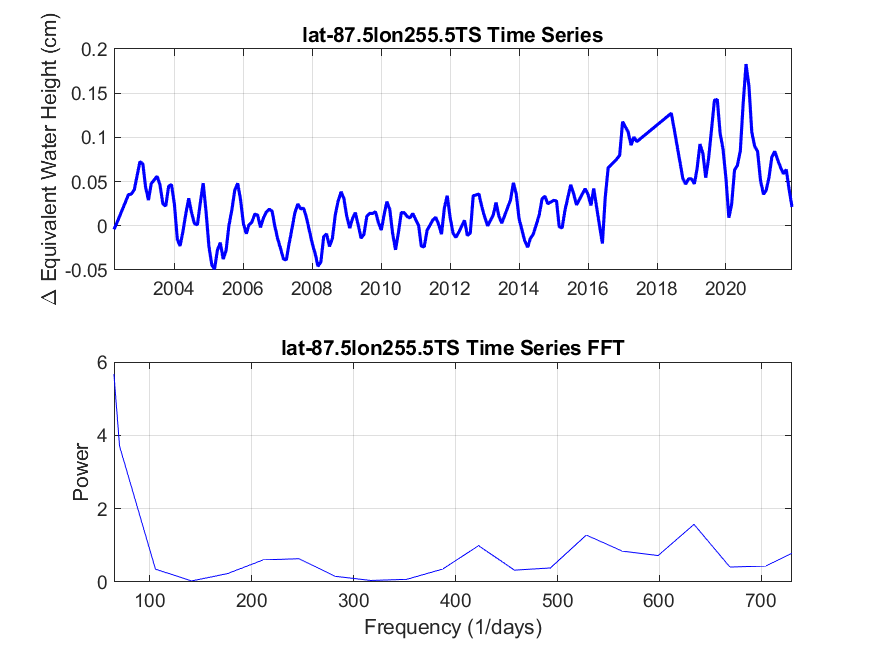 lat-87.5lon255.5TS Time Series
Δ Equivalent Water Height (cm)
0.2
0.15
0.1
0.05
0
-0.05
2004 2006 2008 2010 2012 2014 2016 2018 2020
lat-87.5lon255.5TS Time Series FFT
Power
6
4
2
0
100 200 300 400 500 600 700
Frequency (1/days)